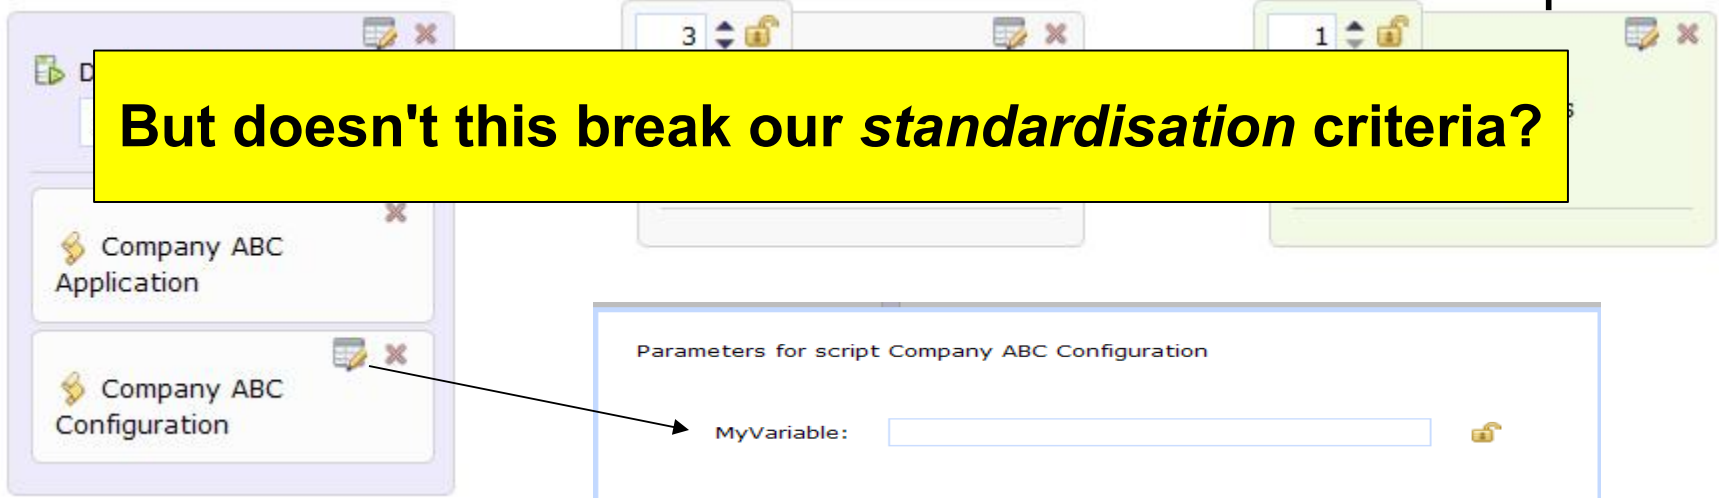 3
1
But doesn't this break our standardisation criteria?
Company ABC
Application
Company ABC
Configuration
Parameters for script Company ABC Configuration
MyVariable: